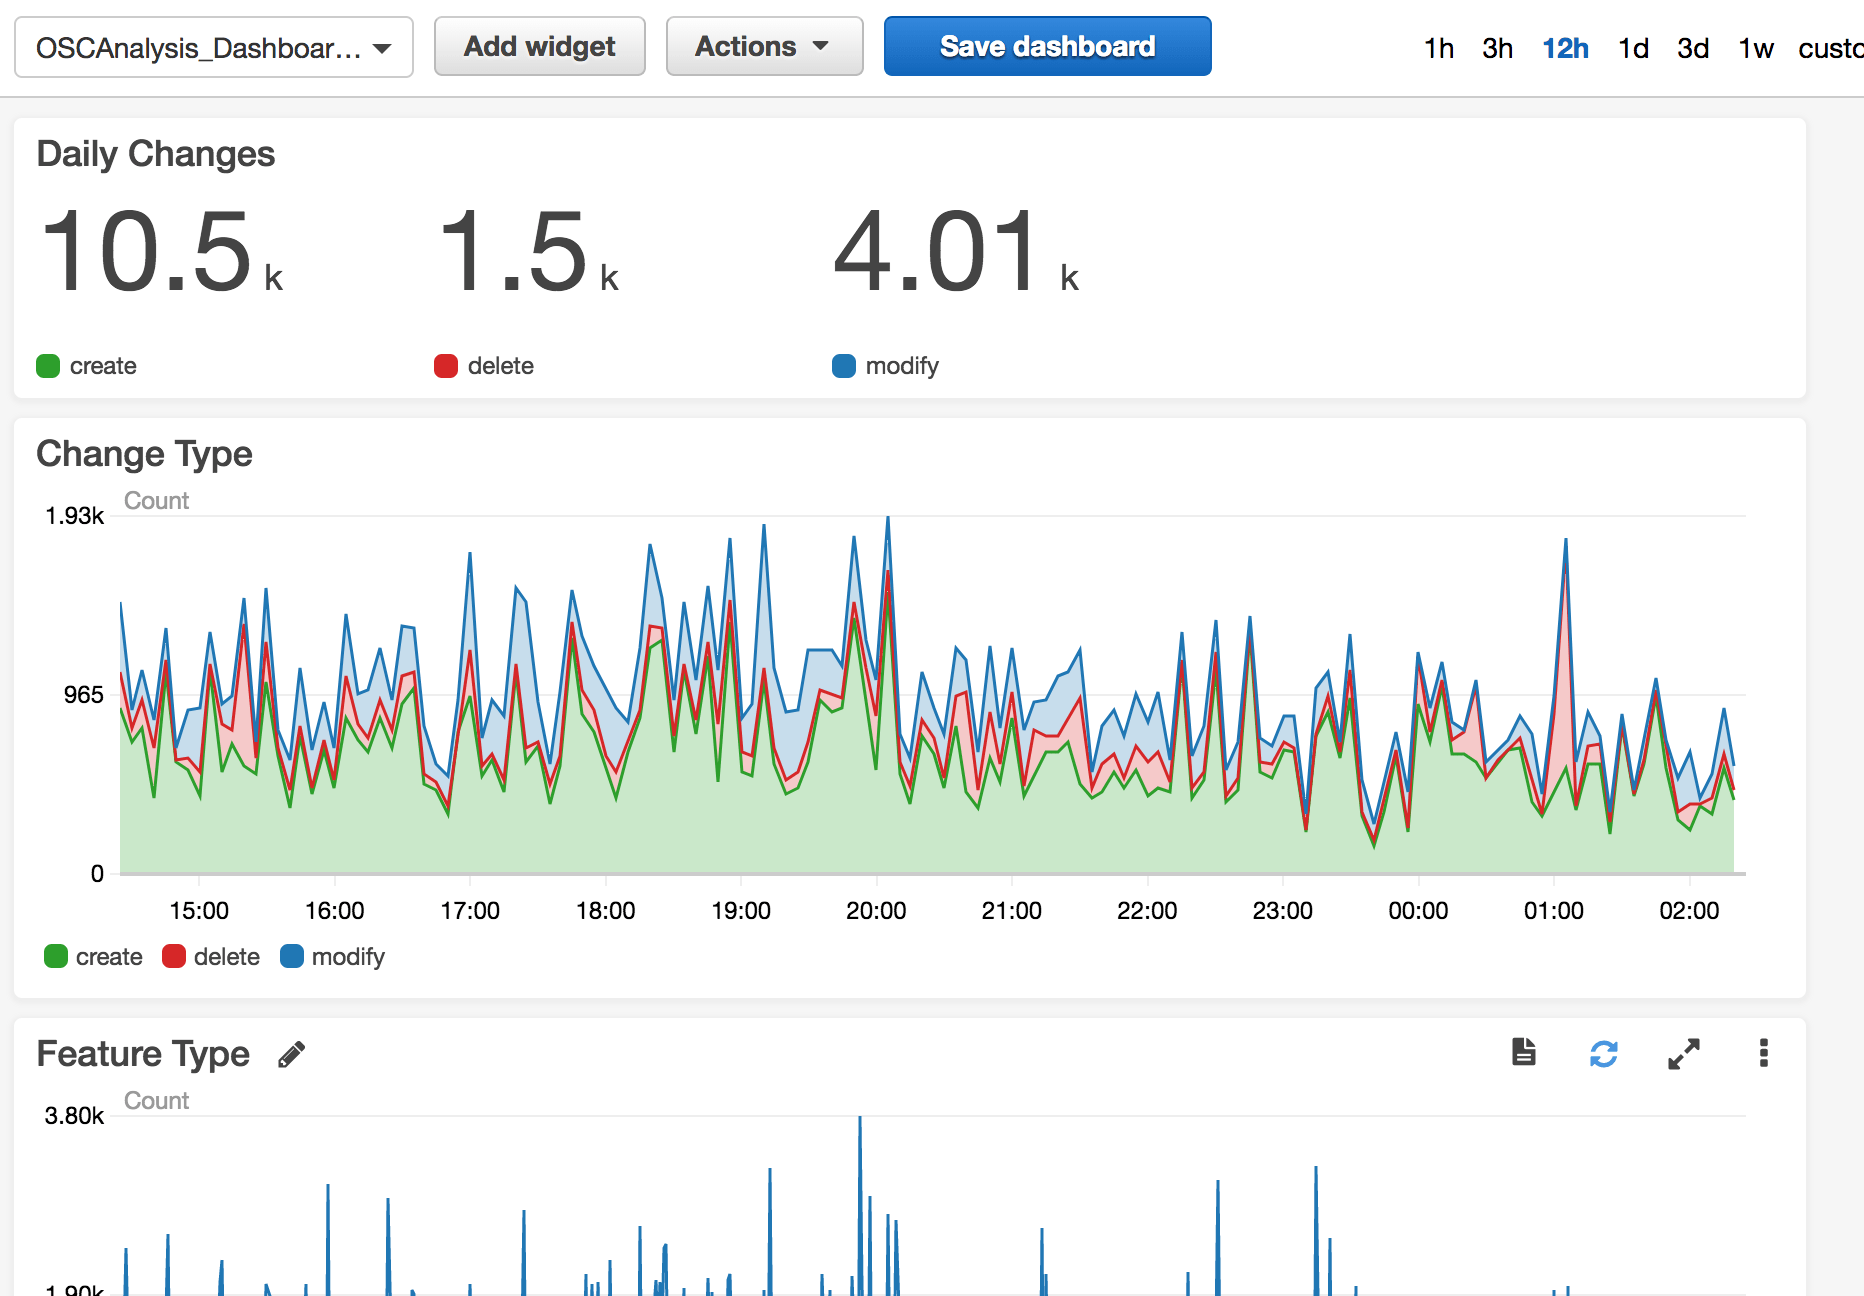 OSCAnalysis_Dashboar... Add widget Actions Save dashboard 1h 3h 12h 1d 3d 1w custo
Daily Changes
10.5 k 1.5 k 4.01 k
create delete modify
Change Type
Count
1.93k
965
0
15:00 16:00 17:00 18:00 19:00 20:00 21:00 22:00 23:00 00:00 01:00 02:00
create delete modify
Feature Type
Count
3.80k
1.90k